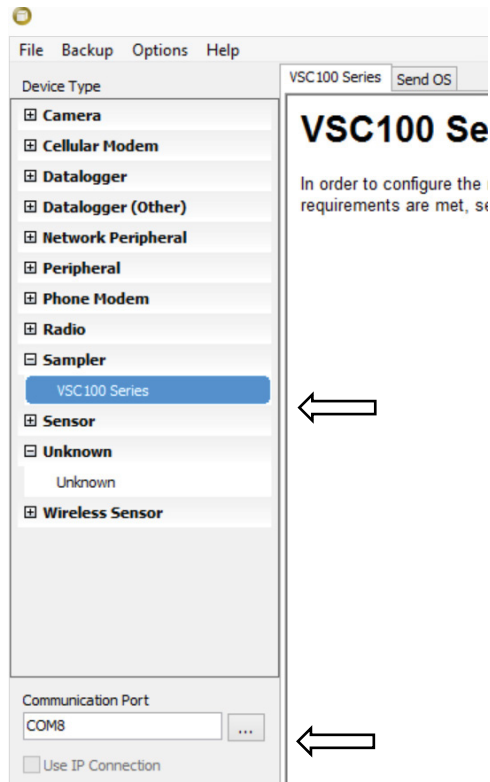 File Backup Options Help
Device Type
Camera
Cellular Modem
Datalogger
Datalogger (Other)
Network Peripheral
Peripheral
Phone Modem
Radio
Sampler
VSC100 Series
Sensor
Unknown
Unknown
Wireless Sensor
Communication Port
COM8
...
Use IP Connection
VSC100 Series Send OS
VSC100 Se
In order to configure the
requirements are met, se